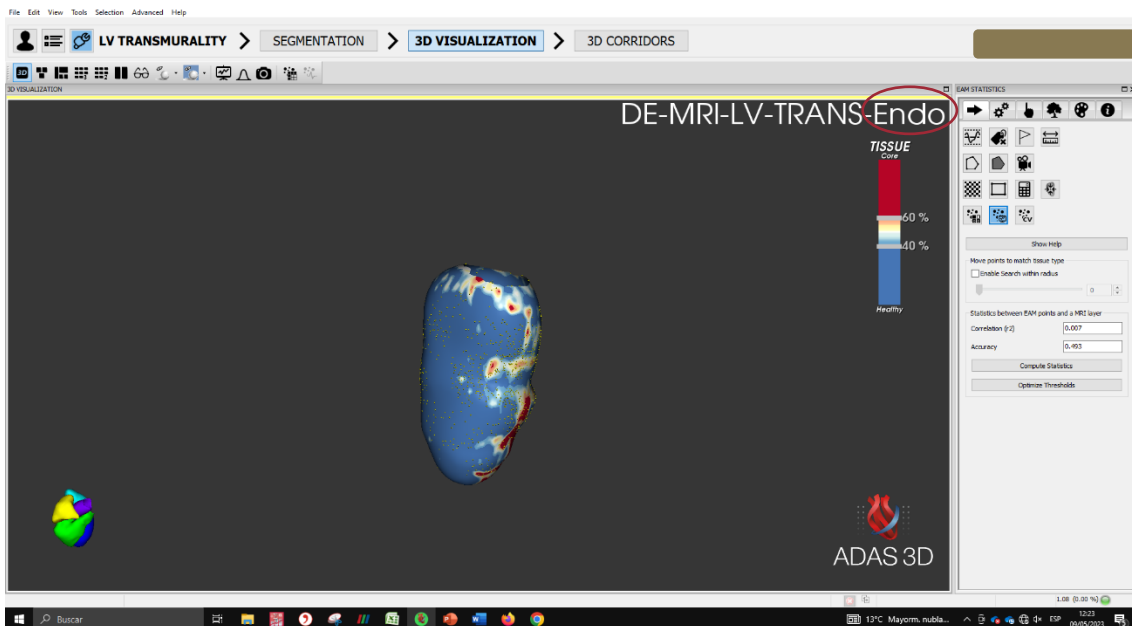 File Edit View Tools Selection Advanced Help
LV TRANSMURALITY > SEGMENTATION > 3D VISUALIZATION > 3D CORRIDORS
3D
3D VISUALIZATION
EAM STATISTICS
DE-MRI-LV-TRANS-Endo
TISSUE
Core
60 %
40 %
Healthy
CV
Show Help
Move points to match tissue type
Enable Search within radius
0
Statistics between EAM points and a MRI layer
Correlation (r2) 0.007
Accuracy 0.493
Compute Statistics
Optimize Thresholds
ADAS 3D
1.08 (0.00 %)
Buscar
13°C Mayorm. nubla...
ESP
12:23
09/05/2023